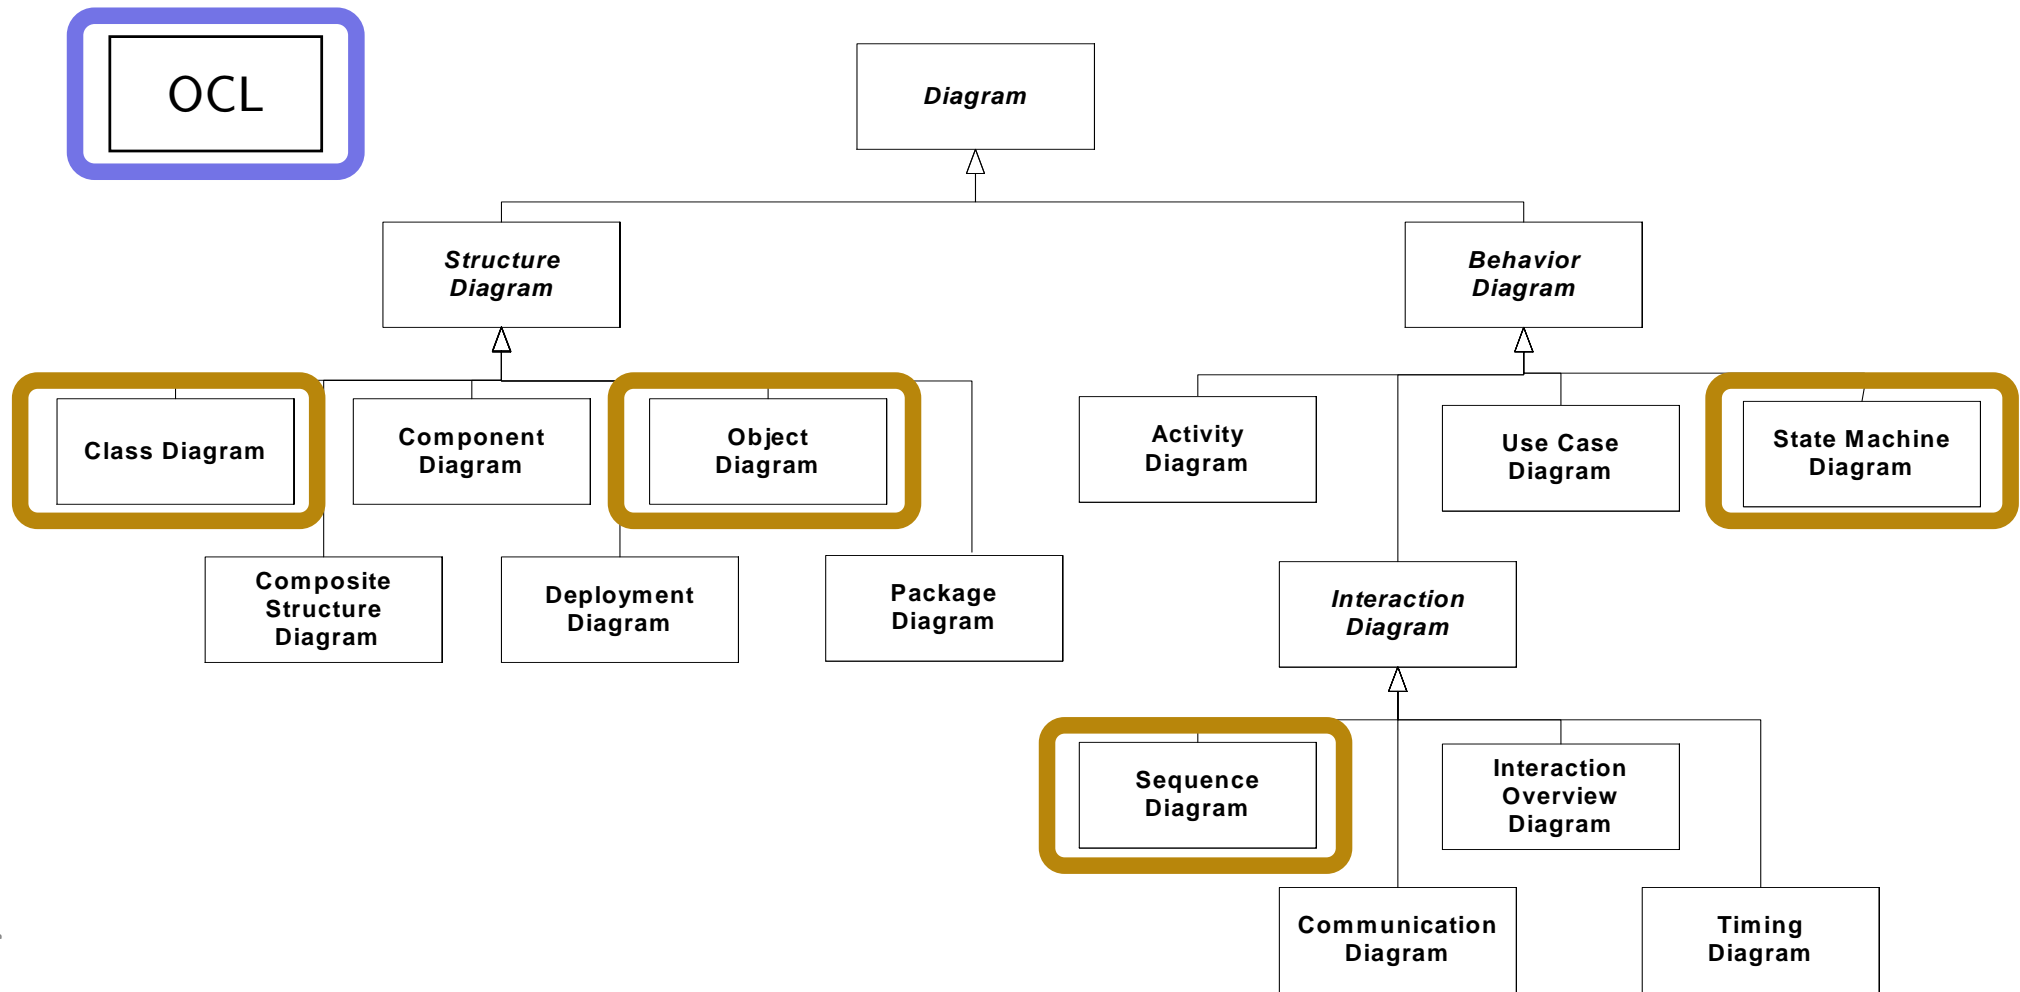 OCL
Diagram
Structure
Diagram
Behavior
Diagram
Class Diagram
Component
Diagram
Object
Diagram
Activity
Diagram
Use Case
Diagram
State Machine
Diagram
Composite
Structure
Diagram
Deployment
Diagram
Package
Diagram
Interaction
Diagram
Sequence
Diagram
Interaction
Overview
Diagram
Communication
Diagram
Timing
Diagram